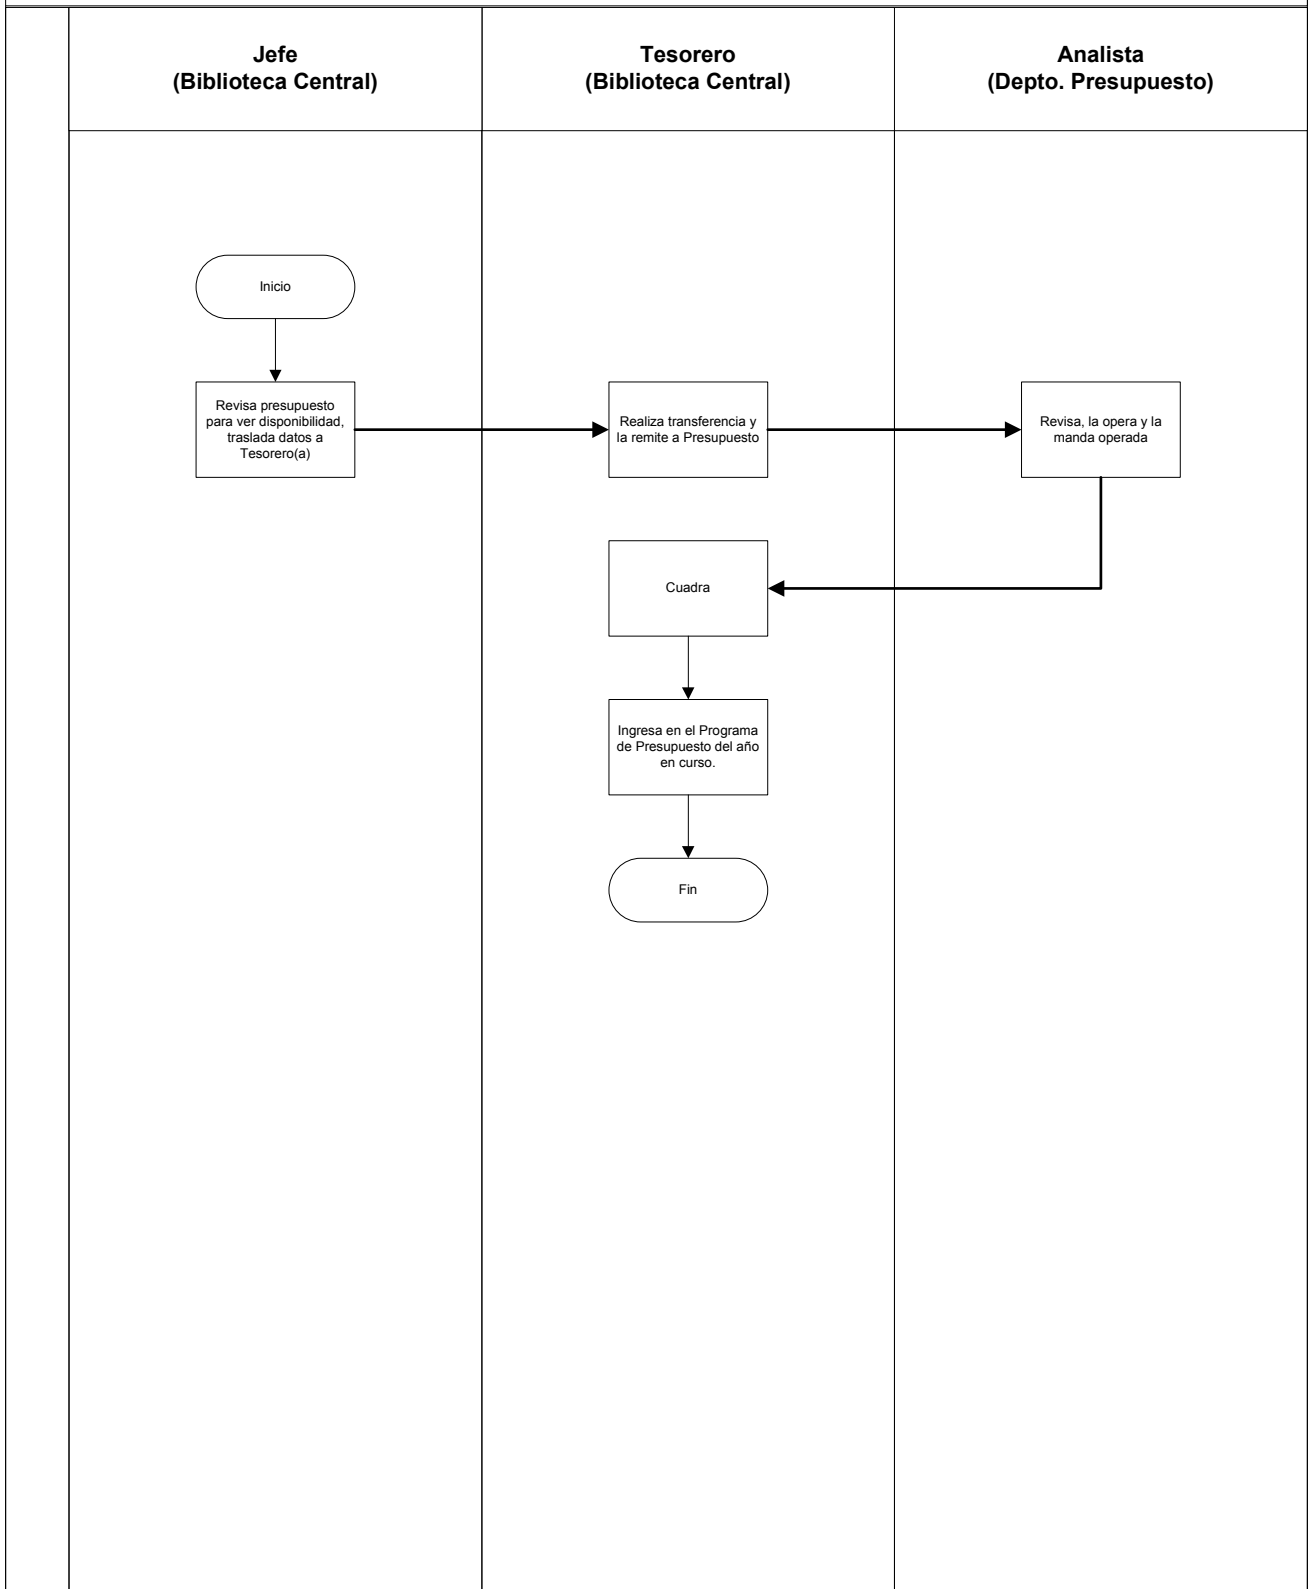 Jefe
(Biblioteca Central)
Tesorero
(Biblioteca Central)
Analista
(Depto. Presupuesto)
Inicio
Revisa presupuesto
para ver disponibilidad,
traslada datos a
Tesorero(a)
Realiza transferencia y
la remite a Presupuesto
Revisa, la opera y la
manda operada
Cuadra
Ingresa en el Programa
de Presupuesto del año
en curso.
Fin